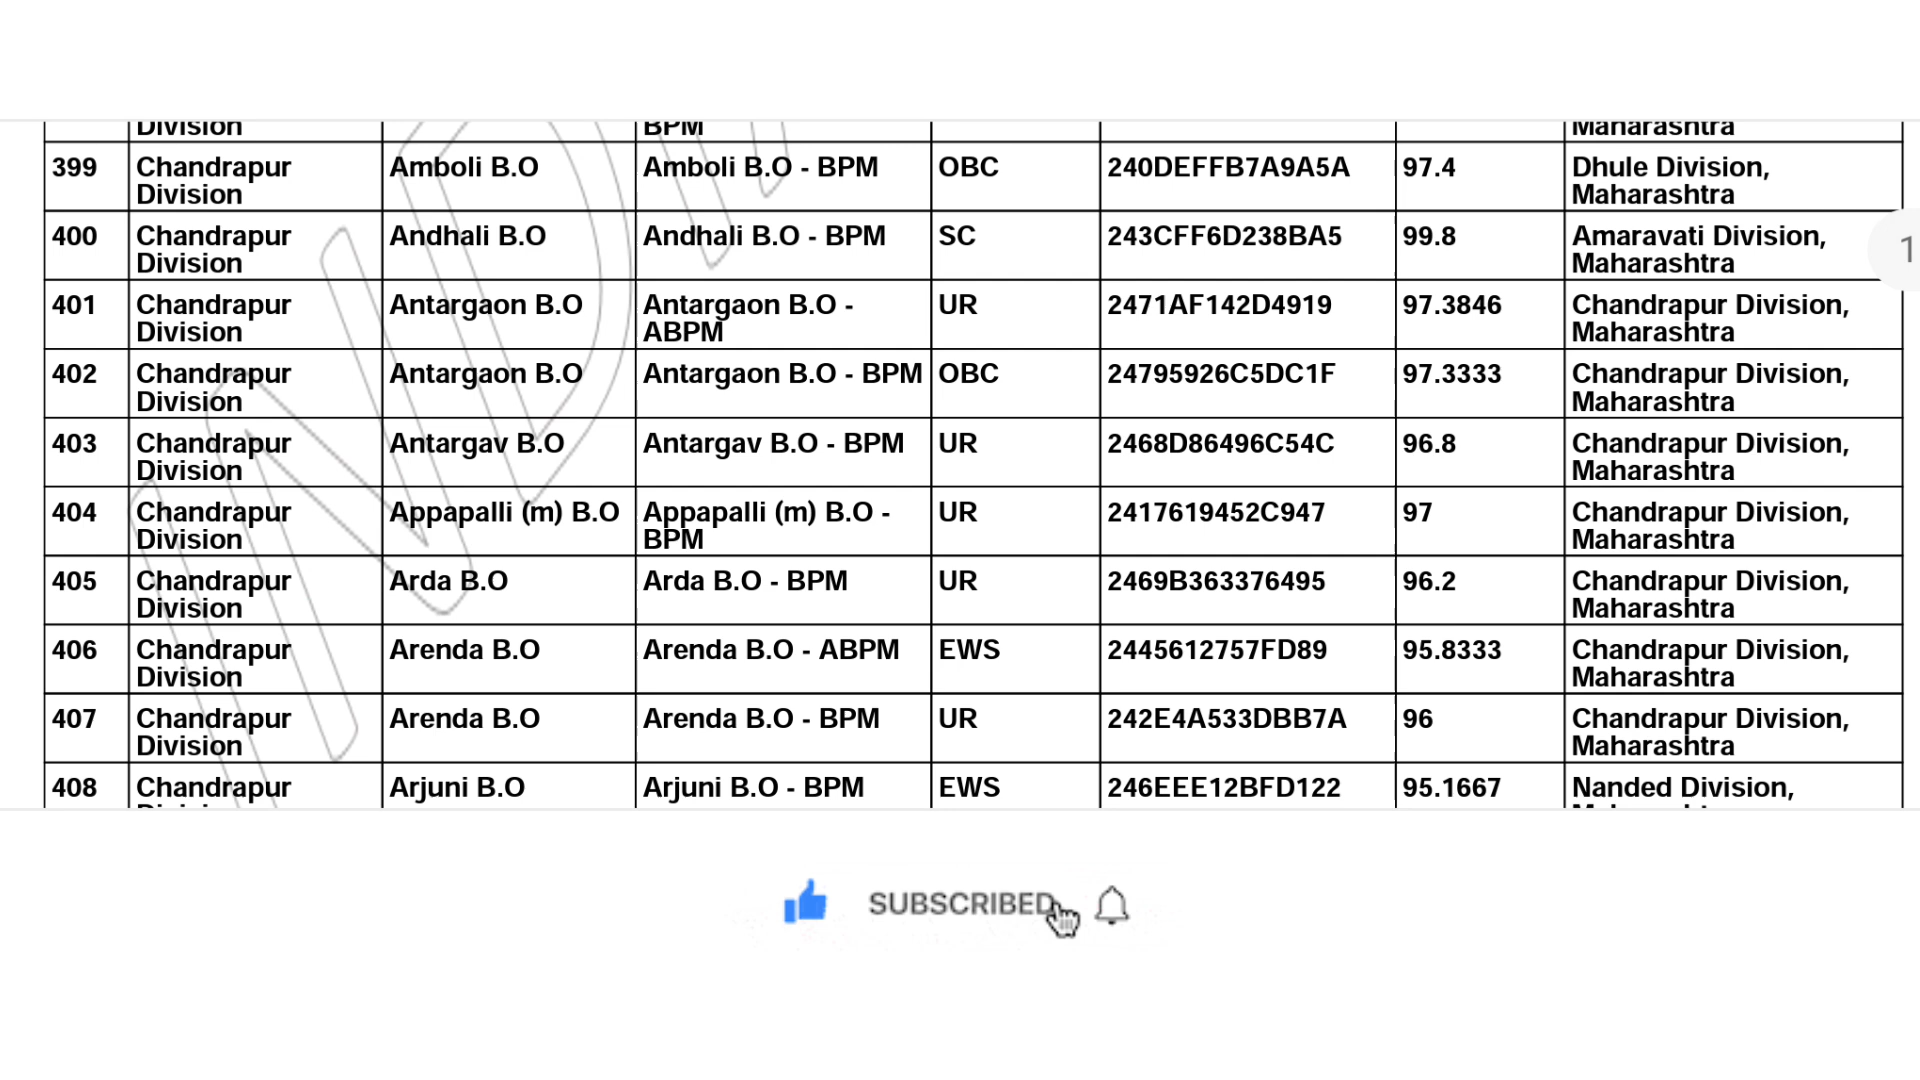 Division BPM Maharashtra
399 Chandrapur Amboli B.O Amboli B.O - BPM OBC 240DEFFB7A9A5A 97.4 Dhule Division,
Division Maharashtra
400 Chandrapur Andhali B.O Andhali B.O - BPM SC 243CFF6D238BA5 99.8 Amaravati Division,
Division Maharashtra
1
401 Chandrapur Antargaon B.O Antargaon B.O - UR 2471AF142D4919 97.3846 Chandrapur Division,
Division ABPM Maharashtra
402 Chandrapur Antargaon B.O Antargaon B.O - BPM OBC 24795926C5DC1F 97.3333 Chandrapur Division,
Division Maharashtra
403 Chandrapur Antargav B.O Antargav B.O - BPM UR 2468D86496C54C 96.8 Chandrapur Division,
Division Maharashtra
404 Chandrapur Appapalli (m) B.O Appapalli (m) B.O - UR 2417619452C947 97 Chandrapur Division,
Division BPM Maharashtra
405 Chandrapur Arda B.O Arda B.O - BPM UR 2469B363376495 96.2 Chandrapur Division,
Division Maharashtra
406 Chandrapur Arenda B.O Arenda B.O - ABPM EWS 2445612757FD89 95.8333 Chandrapur Division,
Division Maharashtra
407 Chandrapur Arenda B.O Arenda B.O - BPM UR 242E4A533DBB7A 96 Chandrapur Division,
Division Maharashtra
408 Chandrapur Arjuni B.O Arjuni B.O - BPM EWS 246EEE12BFD122 95.1667 Nanded Division,
SUBSCRIBED